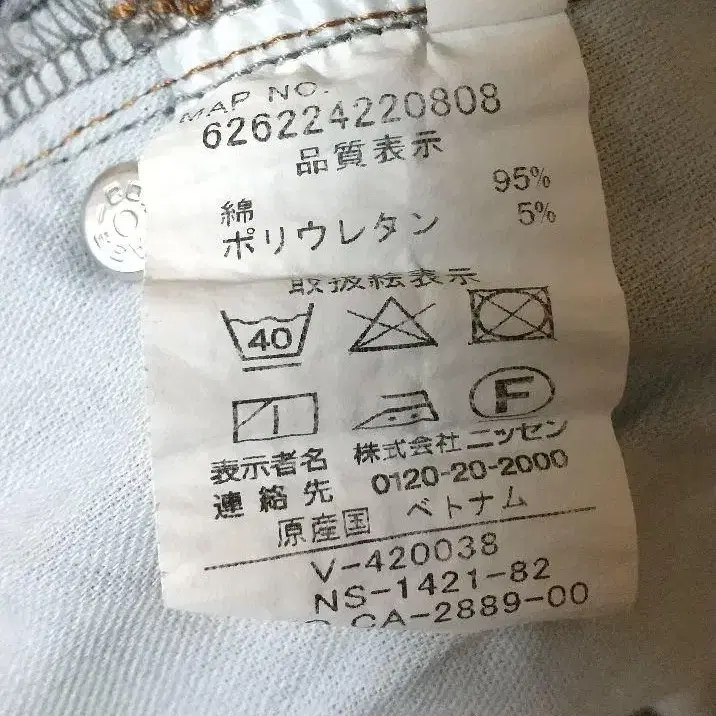 MAP NO.
626224220808
品質表示
綿 95%
ポリウレタン 5%
取扱絵表示
40
F
表示者名 株式会社ニッセン
連絡先 0120-20-2000
原産国 ベトナム
V-420038
NS-1421-82
CA-2889-00